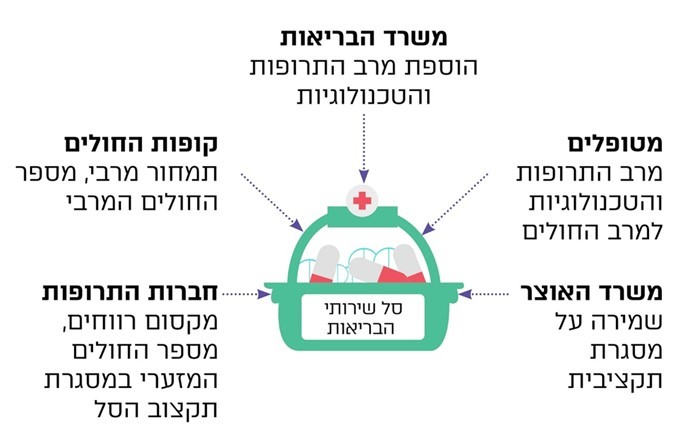 משרד הבריאות
הוספת מרב התרופות
והטכנולוגיות
מטופלים
מרב התרופות
והטכנולוגיות
למרב החולים
קופות החולים
תמחור מרבי, מספר
החולים המרבי
משרד האוצר
שמירה על
מסגרת
תקציבית
חברות התרופות
מקסום רווחים,
מספר החולים
המזערי במסגרת
תקצוב הסל
סל שירותי
הבריאות